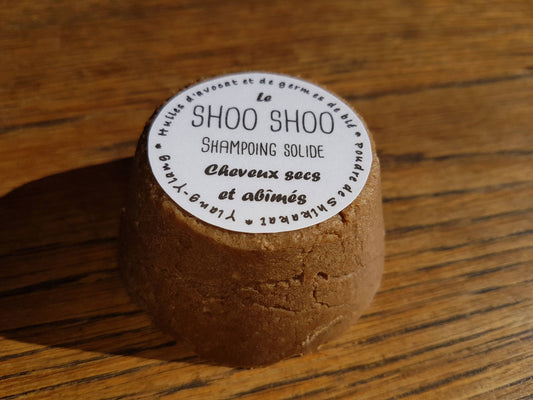 Le
SHOO SHOO
SHAMPOING SOLIDE
Cheveux secs
et abîmés
* Huiles d'avocat et de germes de blé * Poudre de Shikakaï * Ylang-Ylang